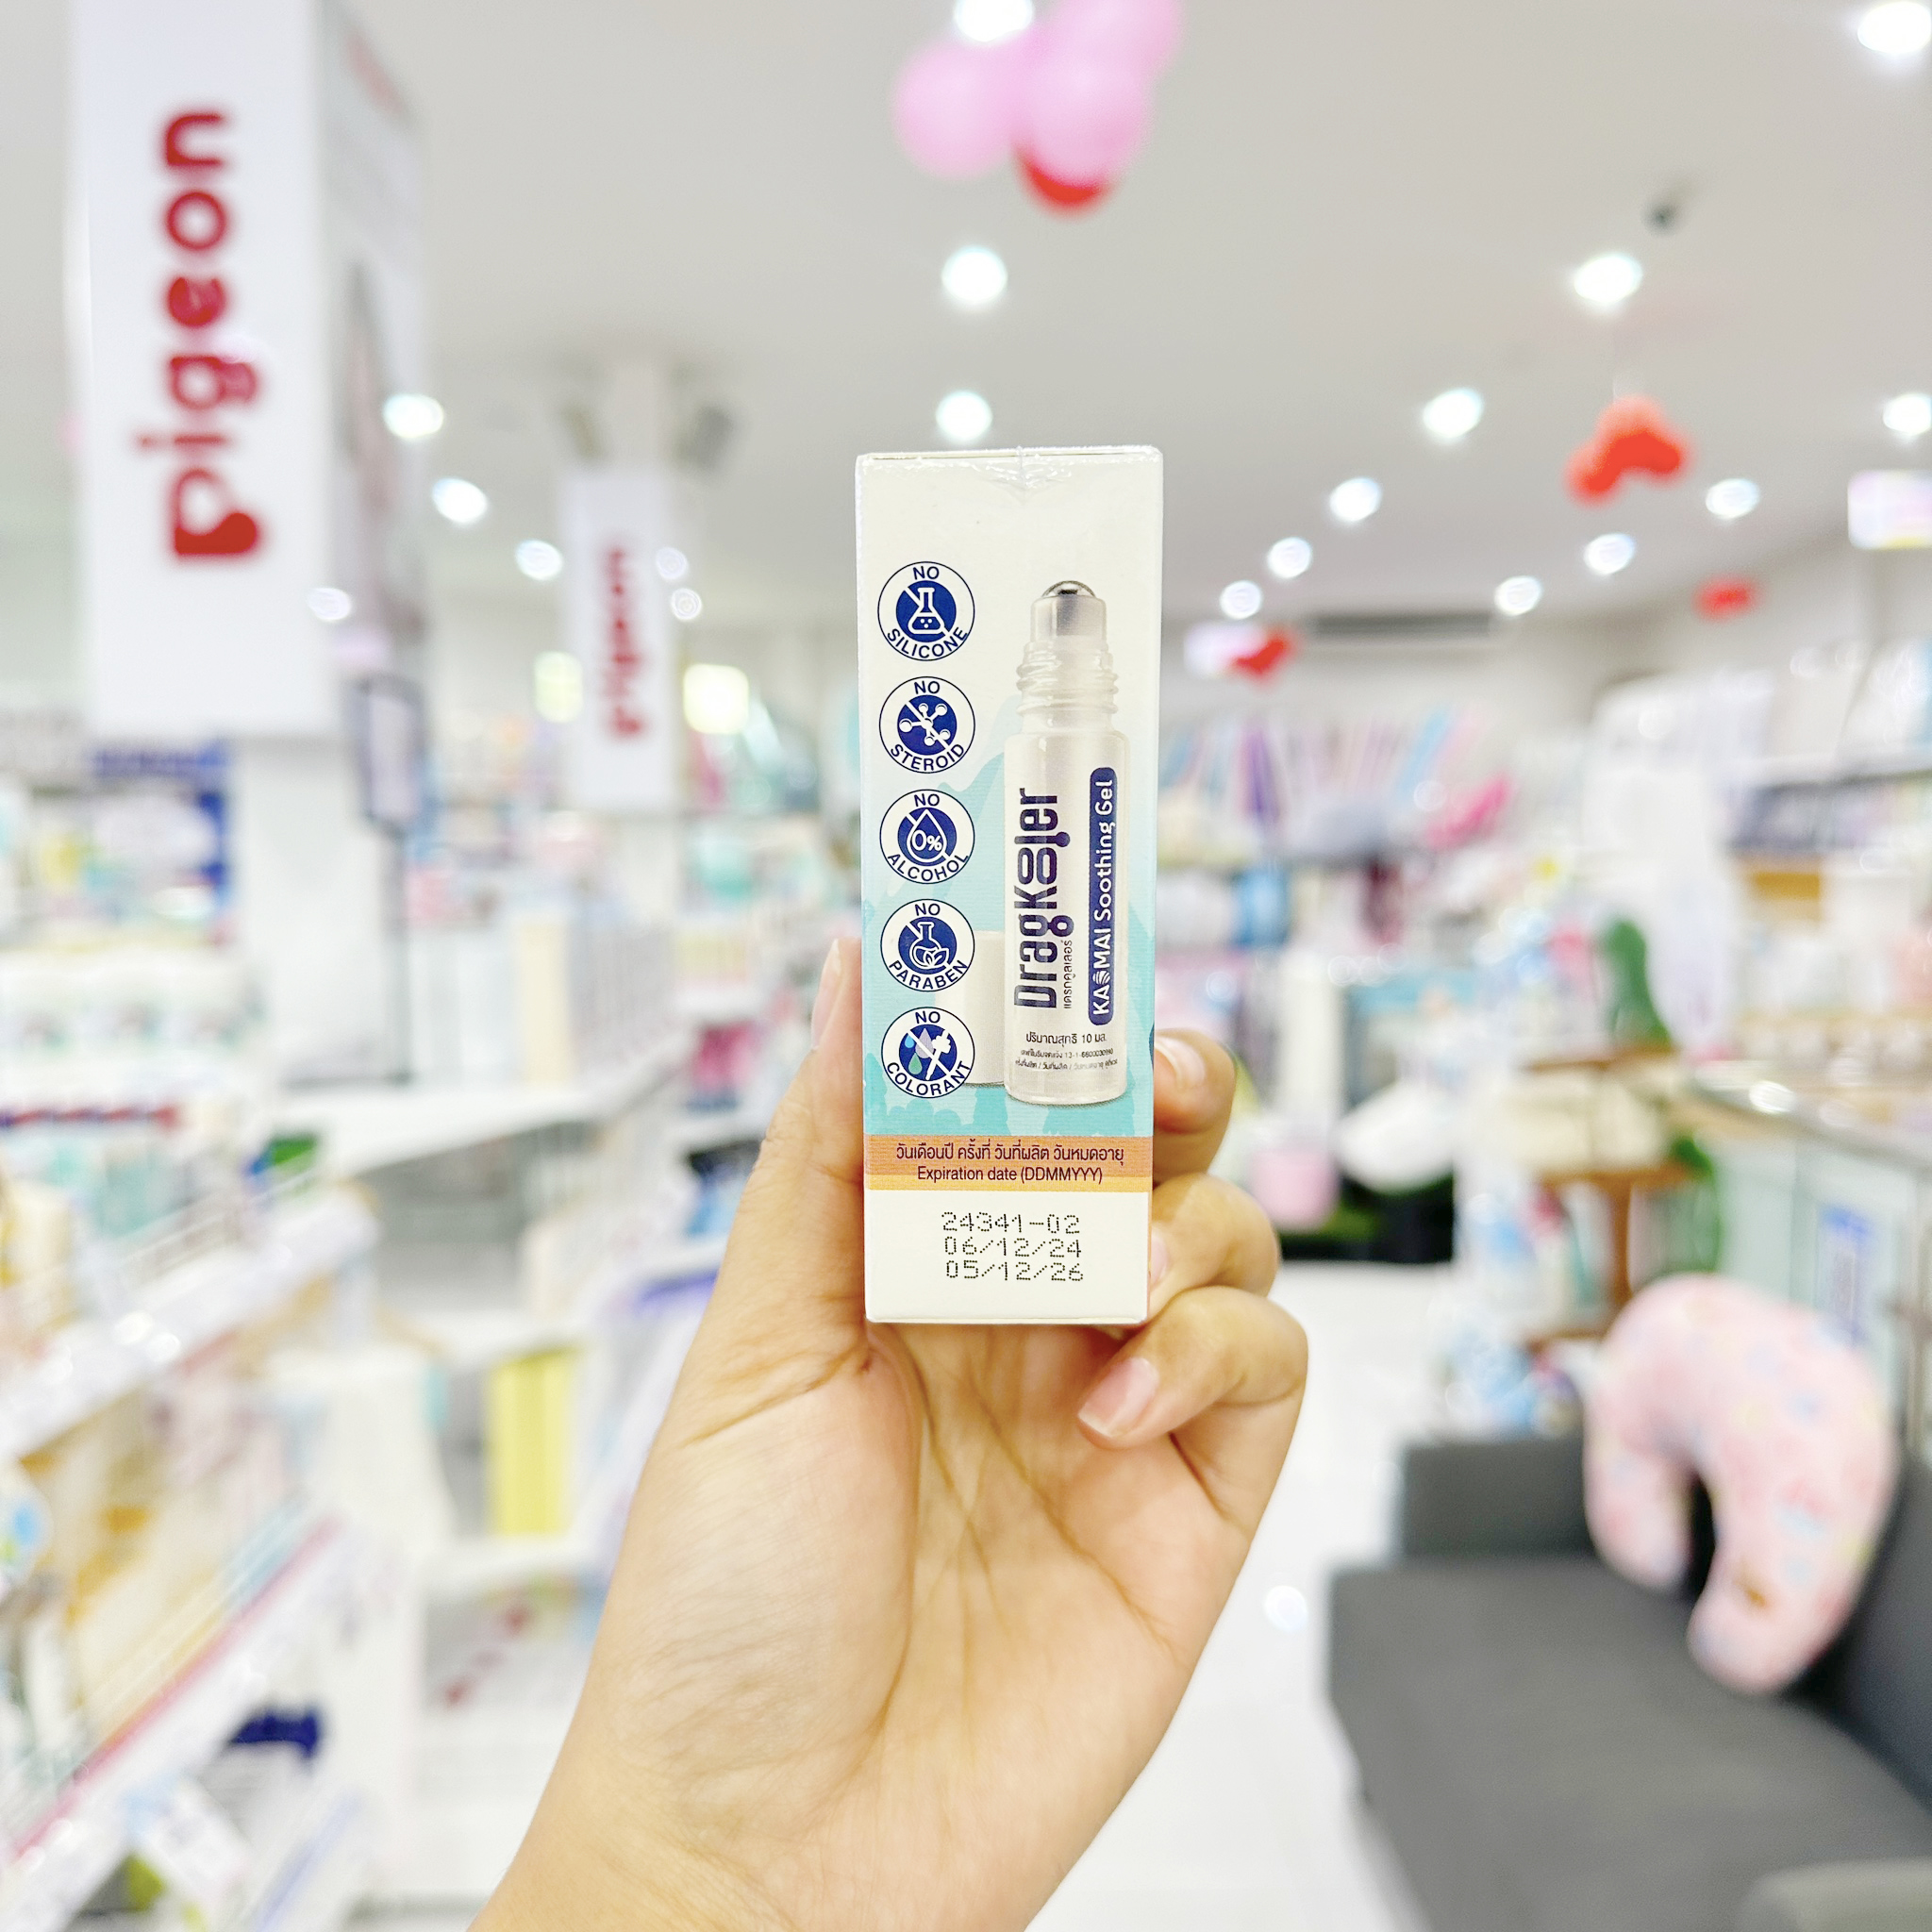 pigeon
pigeon
NO
SILICONE
NO
STEROID
NO
0%
ALCOHOL
NO
PARABEN
NO
COLORANT
DragKooler
แดรกคูลเลอร์
KAOMAI Soothing Gel
ปริมาณสุทธิ 10 มล.
วันเดือนปี ครั้งที่ วันที่ผลิต วันหมดอายุ
Expiration date (DDMMYYY)
24341-02
06/12/24
05/12/26